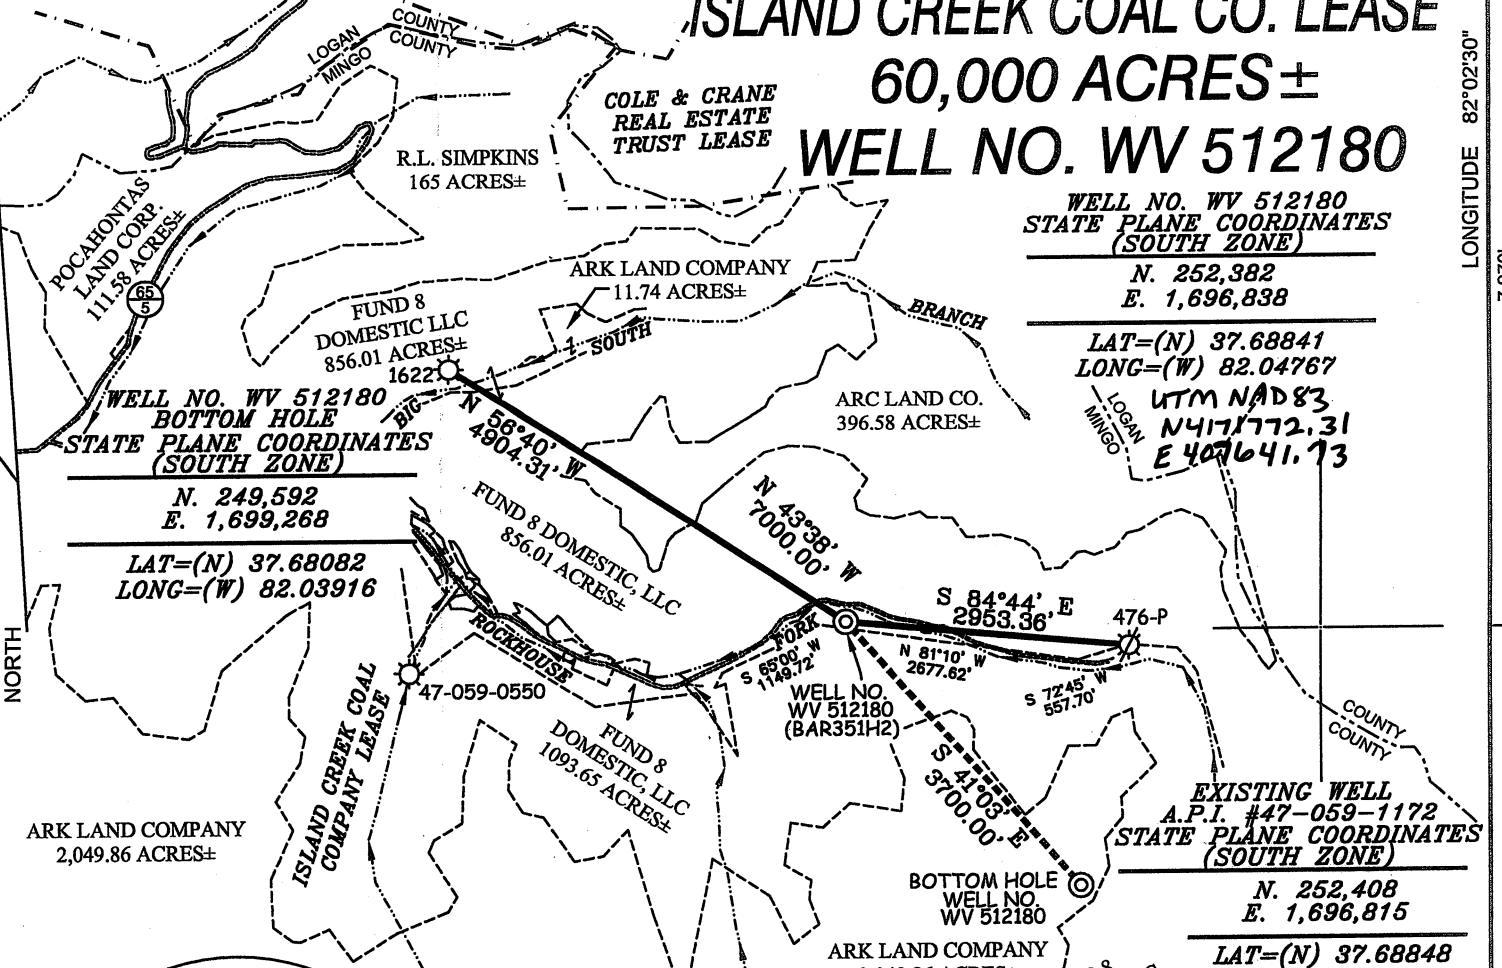 ISLAND CREEK COAL CO. LEASE
60,000 ACRES±
WELL NO. WV 512180
LONGITUDE 82°02'30"
COUNTY
COUNTY
LOGAN
MINGO
COLE & CRANE
REAL ESTATE
TRUST LEASE
R.L. SIMPKINS
165 ACRES±
POCAHONTAS
LAND CORP.
111.58 ACRES±
65
5
WELL NO. WV 512180
STATE PLANE COORDINATES
(SOUTH ZONE)
N. 252,382
E. 1,696,838
LAT=(N) 37.68841
LONG=(W) 82.04767
UTM NAD83
E 407641.73
ARK LAND COMPANY
11.74 ACRES±
FUND 8
DOMESTIC LLC
856.01 ACRES±
1622
BIG
SOUTH
BRANCH
WELL NO. WV 512180
BOTTOM HOLE
STATE PLANE COORDINATES
(SOUTH ZONE)
N. 249,592
E. 1,699,268
LAT=(N) 37.68082
LONG=(W) 82.03916
N 56°40' W
4904.31'
ARC LAND CO.
396.58 ACRES±
LOGAN
MINGO
FUND 8 DOMESTIC, LLC
856.01 ACRES±
N 43°38' W
7000.00'
S 84°44' E
2953.36'
476-P
ROCKHOUSE
FORK
S 65°00' W
1149.72'
N 81°10' W
2677.62'
S 72°45' W
557.70'
NORTH
47-059-0550
WELL NO.
WV 512180
(BAR351H2)
ISLAND CREEK COAL
COMPANY LEASE
FUND 8
DOMESTIC, LLC
1093.65 ACRES±
COUNTY
COUNTY
S 41°03' E
3700.00'
ARK LAND COMPANY
2,049.86 ACRES±
EXISTING WELL
A.P.I. #47-059-1172
STATE PLANE COORDINATES
(SOUTH ZONE)
N. 252,408
E. 1,696,815
LAT=(N) 37.68848
BOTTOM HOLE
WELL NO.
WV 512180
ARK LAND COMPANY